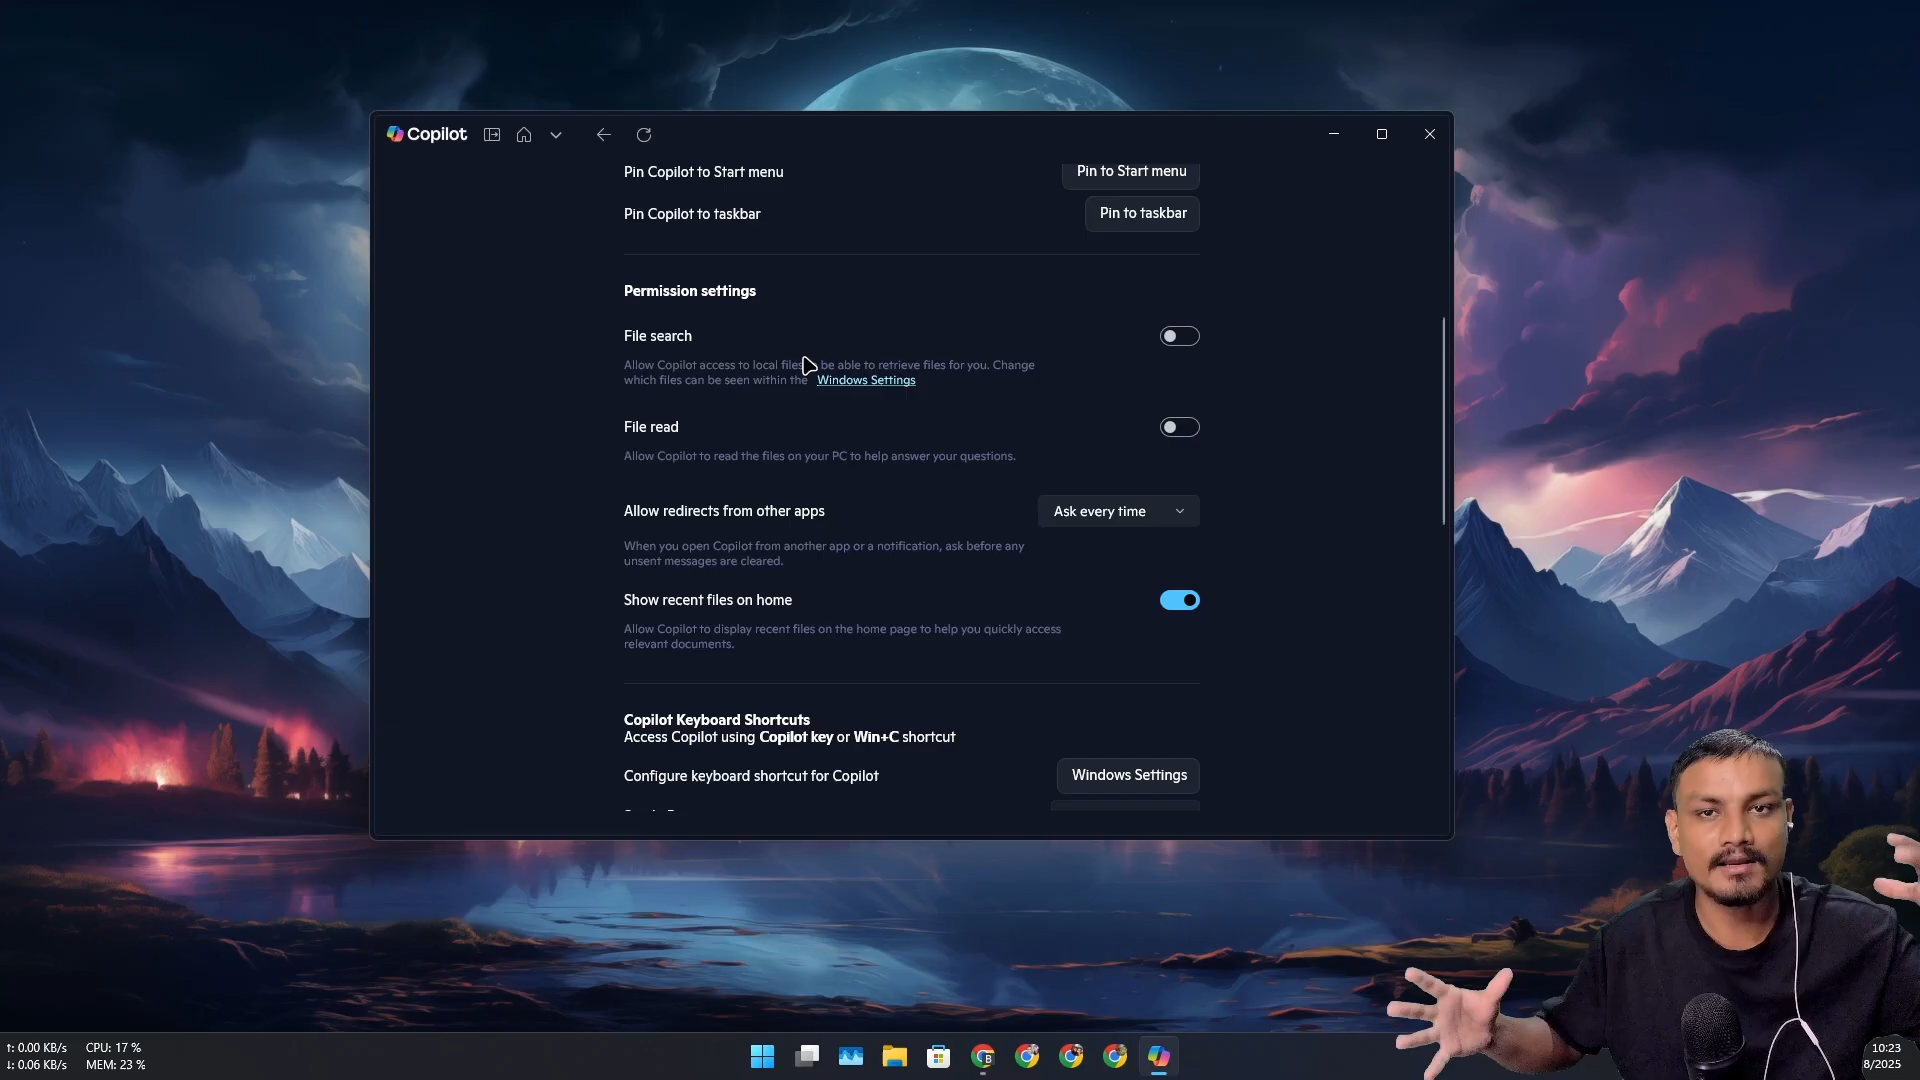 Copilot
Pin Copilot to Start menu
Pin to Start menu
Pin Copilot to taskbar
Pin to taskbar
Permission settings
File search
Allow Copilot access to local files be able to retrieve files for you. Change
which files can be seen within the Windows Settings
File read
Allow Copilot to read the files on your PC to help answer your questions.
Allow redirects from other apps
Ask every time
When you open Copilot from another app or a notification, ask before any
unsent messages are cleared.
Show recent files on home
Allow Copilot to display recent files on the home page to help you quickly access
relevant documents.
Copilot Keyboard Shortcuts
Access Copilot using Copilot key or Win+C shortcut
Configure keyboard shortcut for Copilot
Windows Settings
↑: 0.00 KB/s CPU: 17 %
↓: 0.06 KB/s MEM: 23 %
B
10:23
8/2025